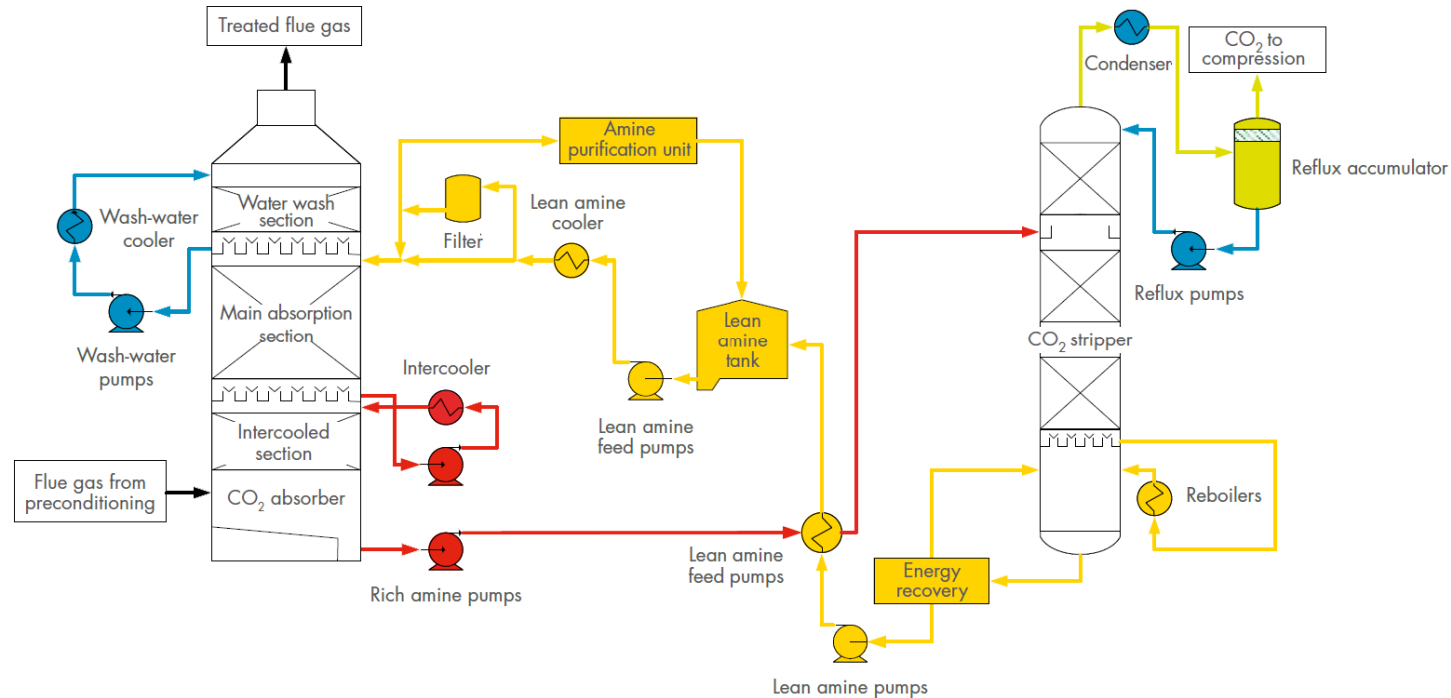 Treated flue gas
Condenser
CO₂ to
compression
Amine
purification unit
Reflux accumulator
Water wash
section
Wash-water
cooler
Filter
Lean amine
cooler
Reflux pumps
Main absorption
section
Lean
amine
tank
CO₂ stripper
Wash-water
pumps
Intercooler
Lean amine
feed pumps
Intercooled
section
Flue gas from
preconditioning
CO₂ absorber
Reboilers
Lean amine
feed pumps
Energy
recovery
Rich amine pumps
Lean amine pumps